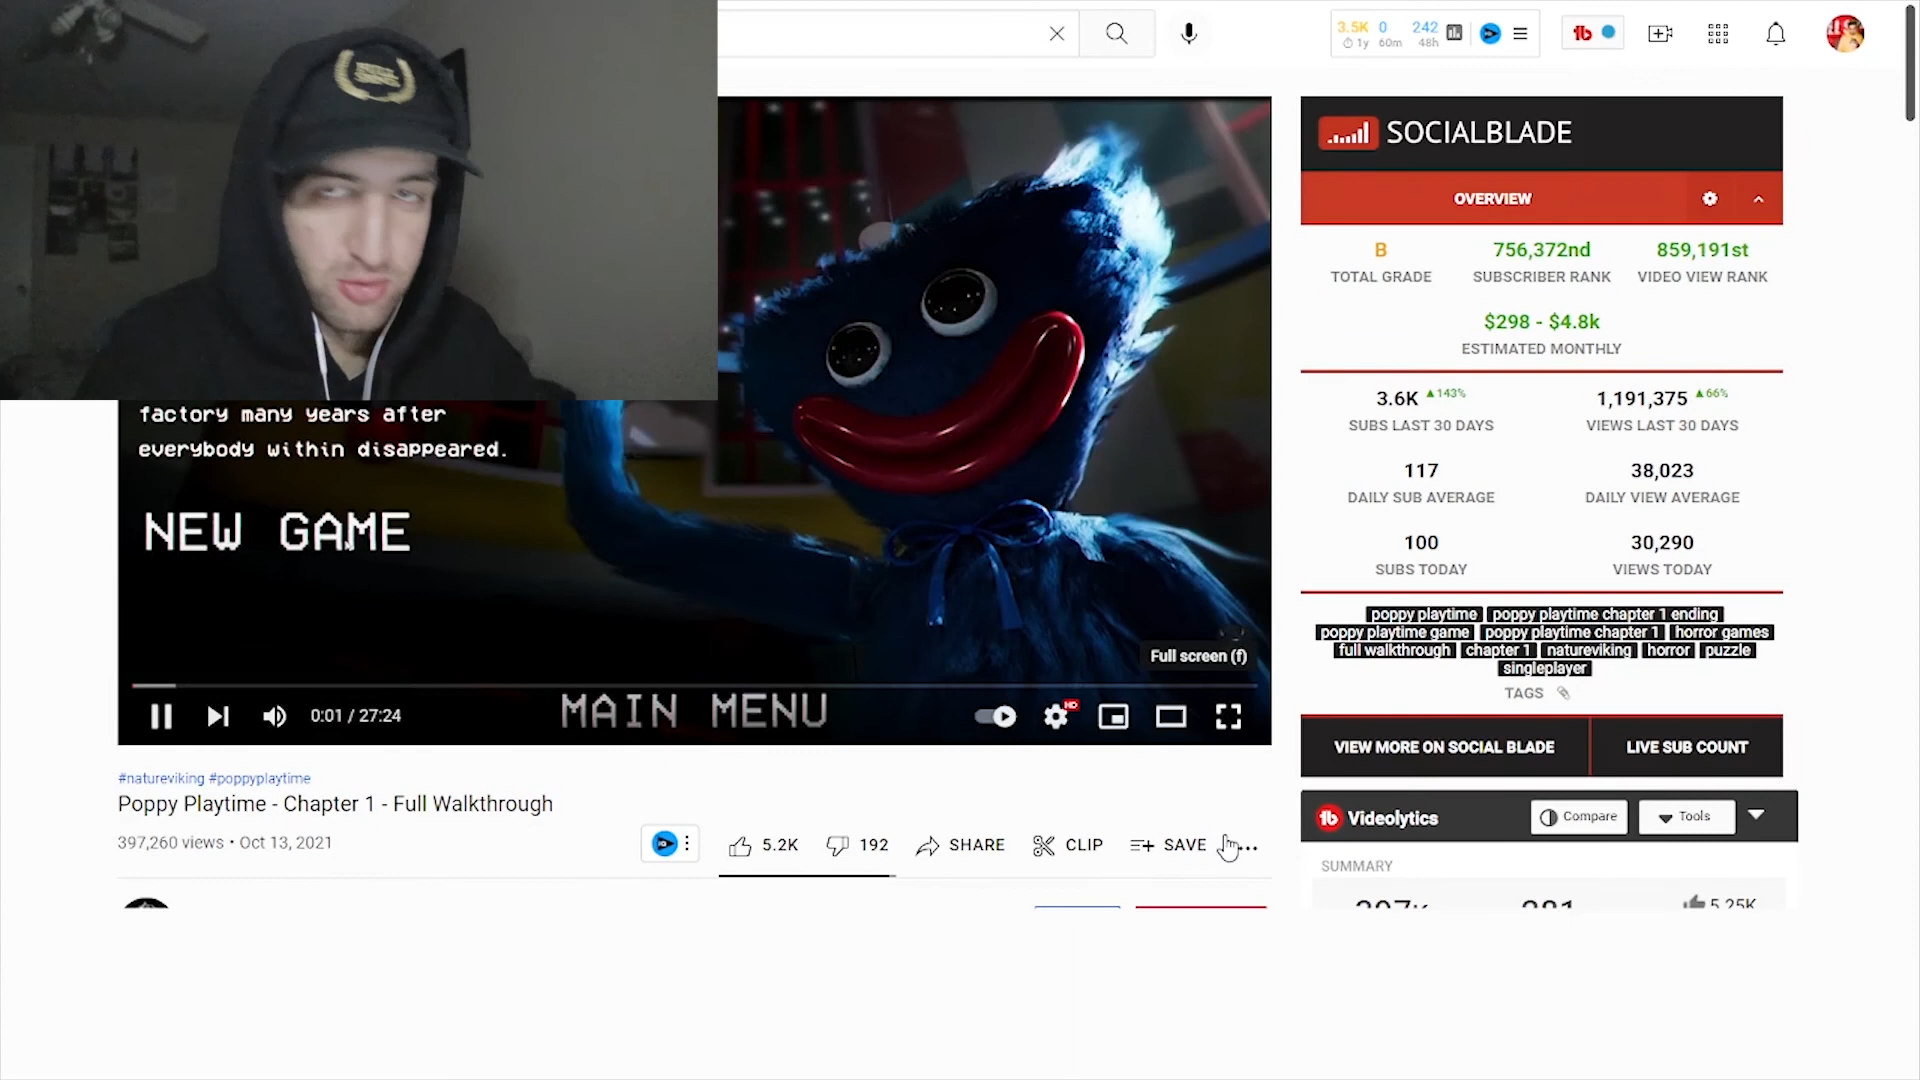 3.5K 0 242
1y 60m 48h
SOCIALBLADE
OVERVIEW
B 756,372nd 859,191st
TOTAL GRADE SUBSCRIBER RANK VIDEO VIEW RANK
$298 - $4.8k
ESTIMATED MONTHLY
3.6K ▲143% 1,191,375 ▲66%
SUBS LAST 30 DAYS VIEWS LAST 30 DAYS
117 38,023
DAILY SUB AVERAGE DAILY VIEW AVERAGE
100 30,290
SUBS TODAY VIEWS TODAY
poppy playtime poppy playtime chapter 1 ending
poppy playtime game poppy playtime chapter 1 horror games
full walkthrough chapter 1 natureviking horror puzzle
singleplayer
TAGS
VIEW MORE ON SOCIAL BLADE LIVE SUB COUNT
tb Videolytics Compare Tools
SUMMARY
5.25K
factory many years after
everybody within disappeared.
NEW GAME
Full screen (f)
0:01 / 27:24 MAIN MENU HD
#natureviking #poppyplaytime
Poppy Playtime - Chapter 1 - Full Walkthrough
397,260 views • Oct 13, 2021
5.2K 192 SHARE CLIP SAVE